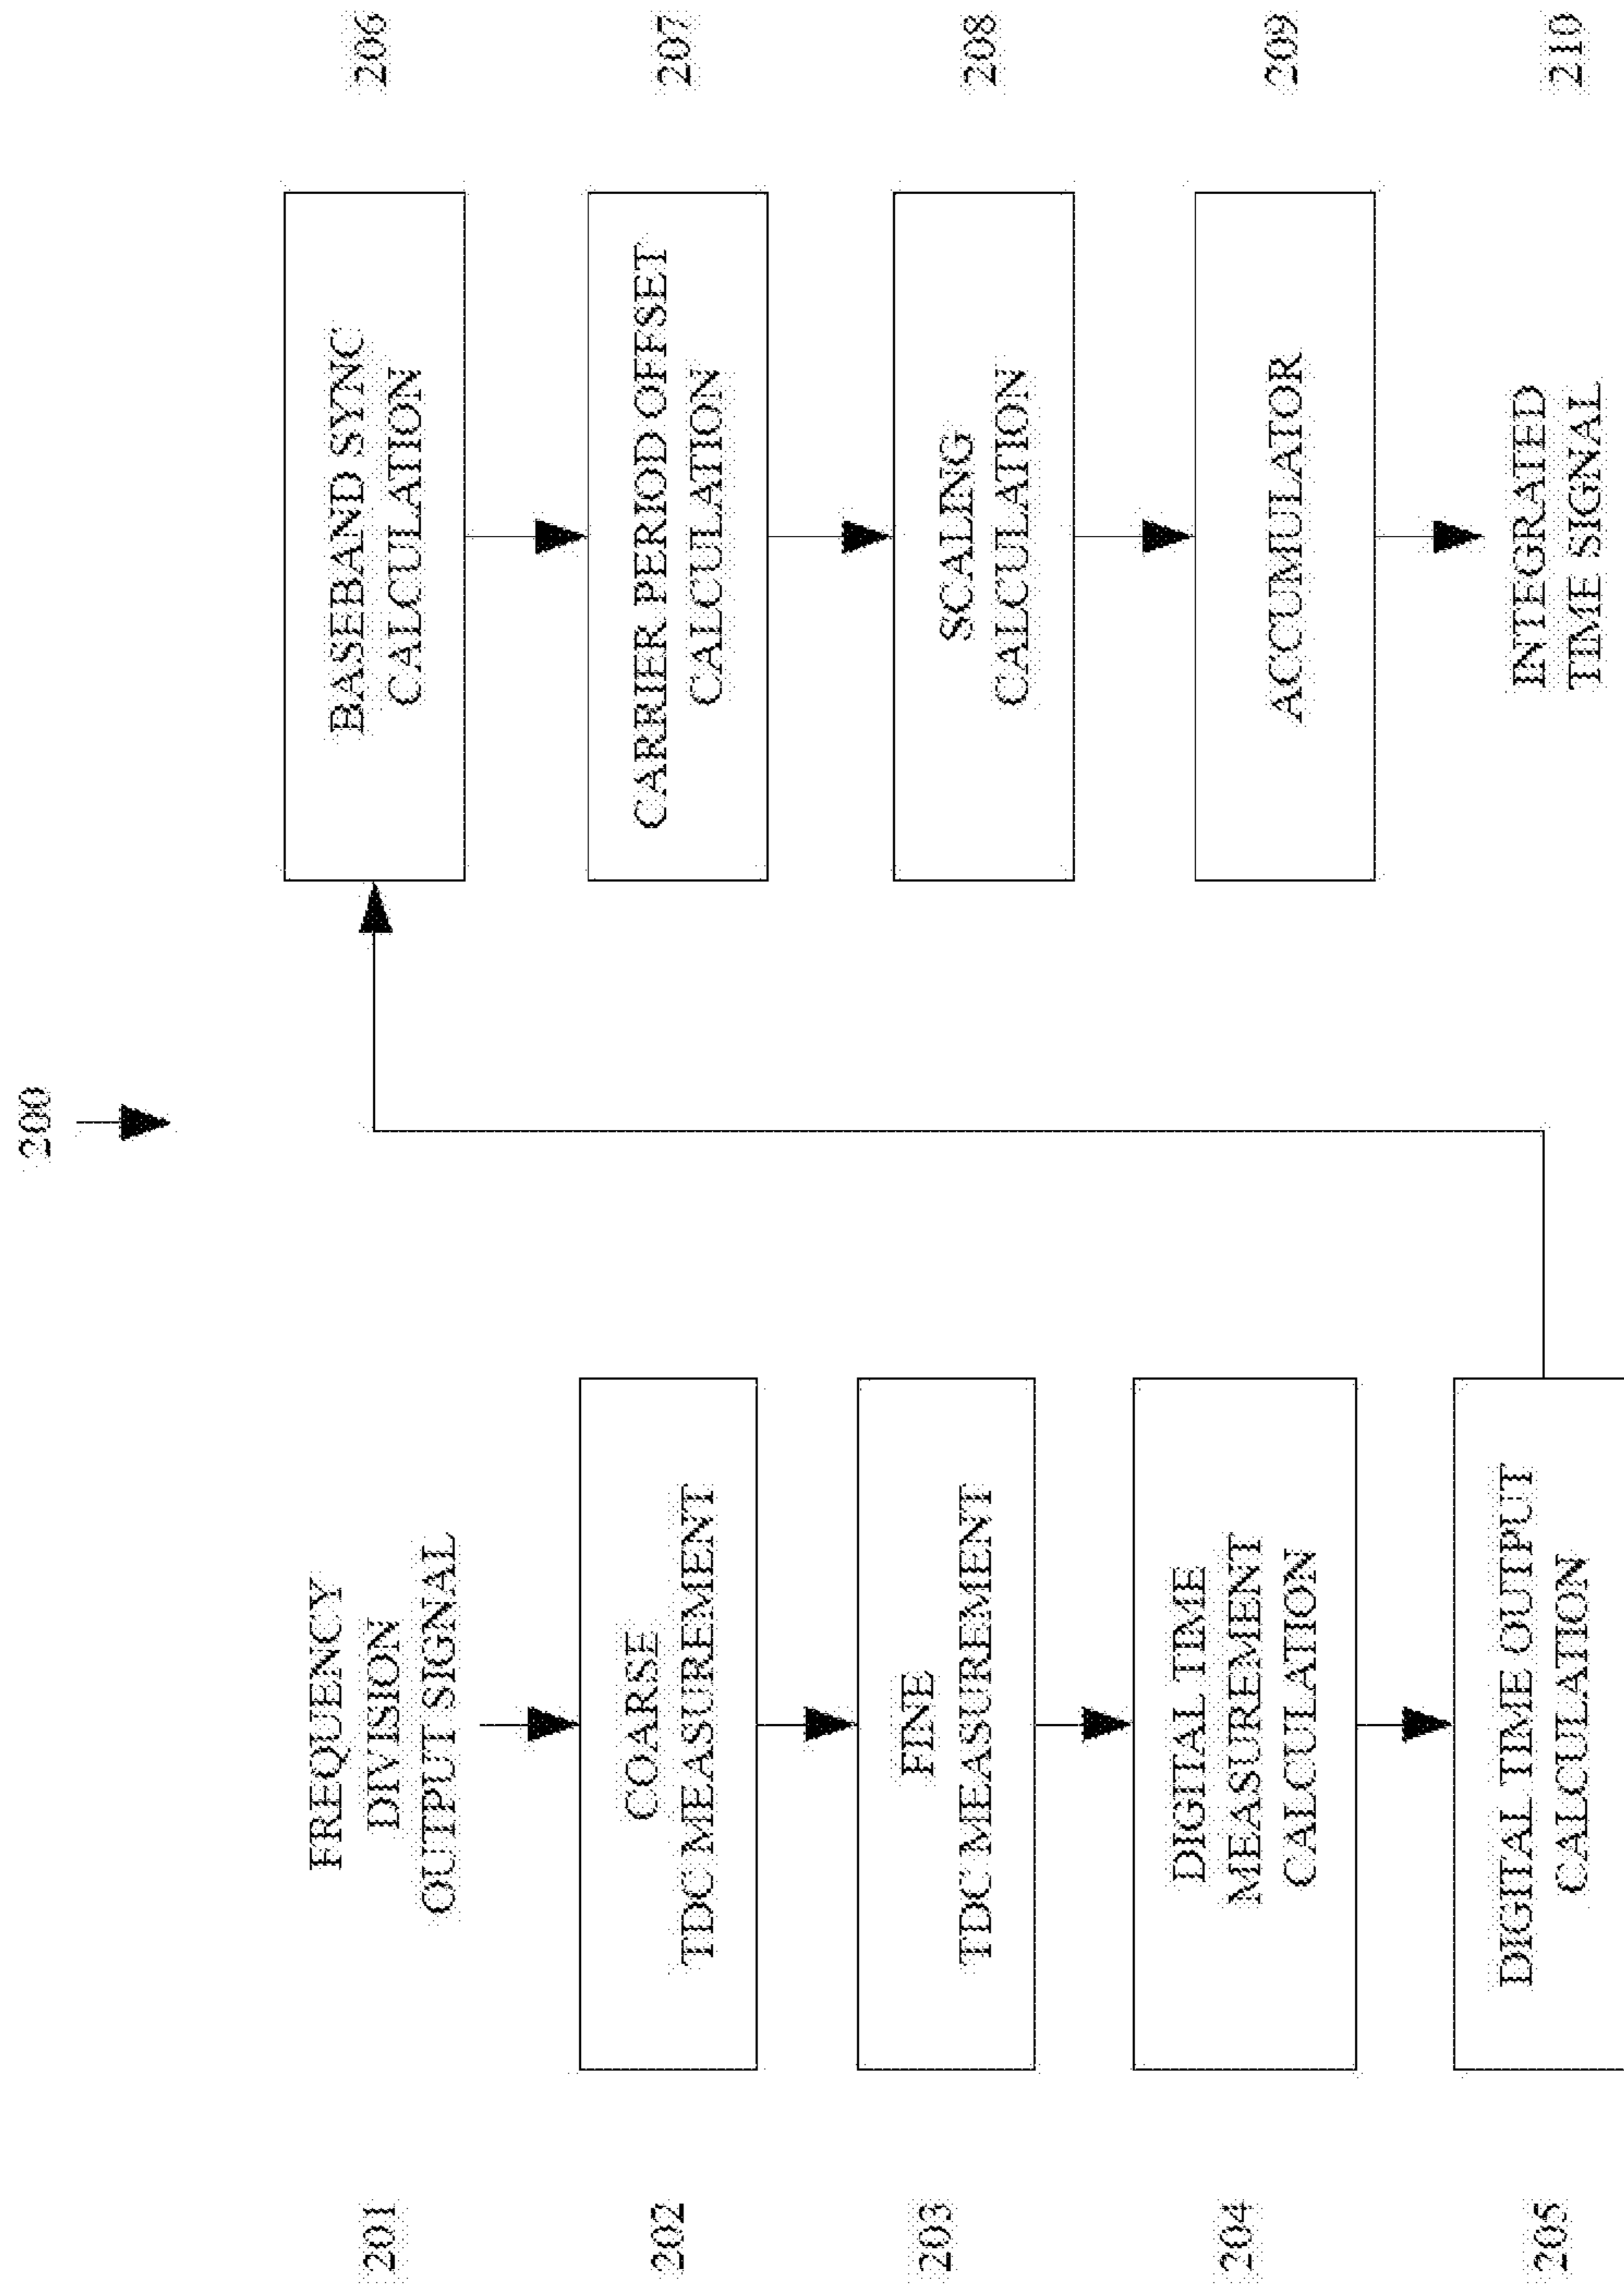 200
201
FREQUENCY
DIVISION
OUTPUT SIGNAL
202
COARSE
TDC MEASUREMENT
203
FINE
TDC MEASUREMENT
204
DIGITAL TIME
MEASUREMENT
CALCULATION
205
DIGITAL TIME OUTPUT
CALCULATION
BASEBAND SYNC
CALCULATION
206
CARRIER PERIOD OFFSET
CALCULATION
207
SCALING
CALCULATION
208
ACCUMULATOR
209
INTEGRATED
TIME SIGNAL
210